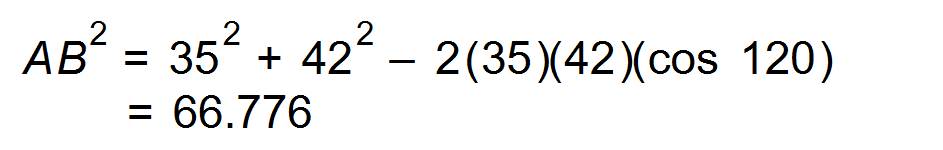 AB² = 35² + 42² – 2(35)(42)(cos 120)
= 66.776